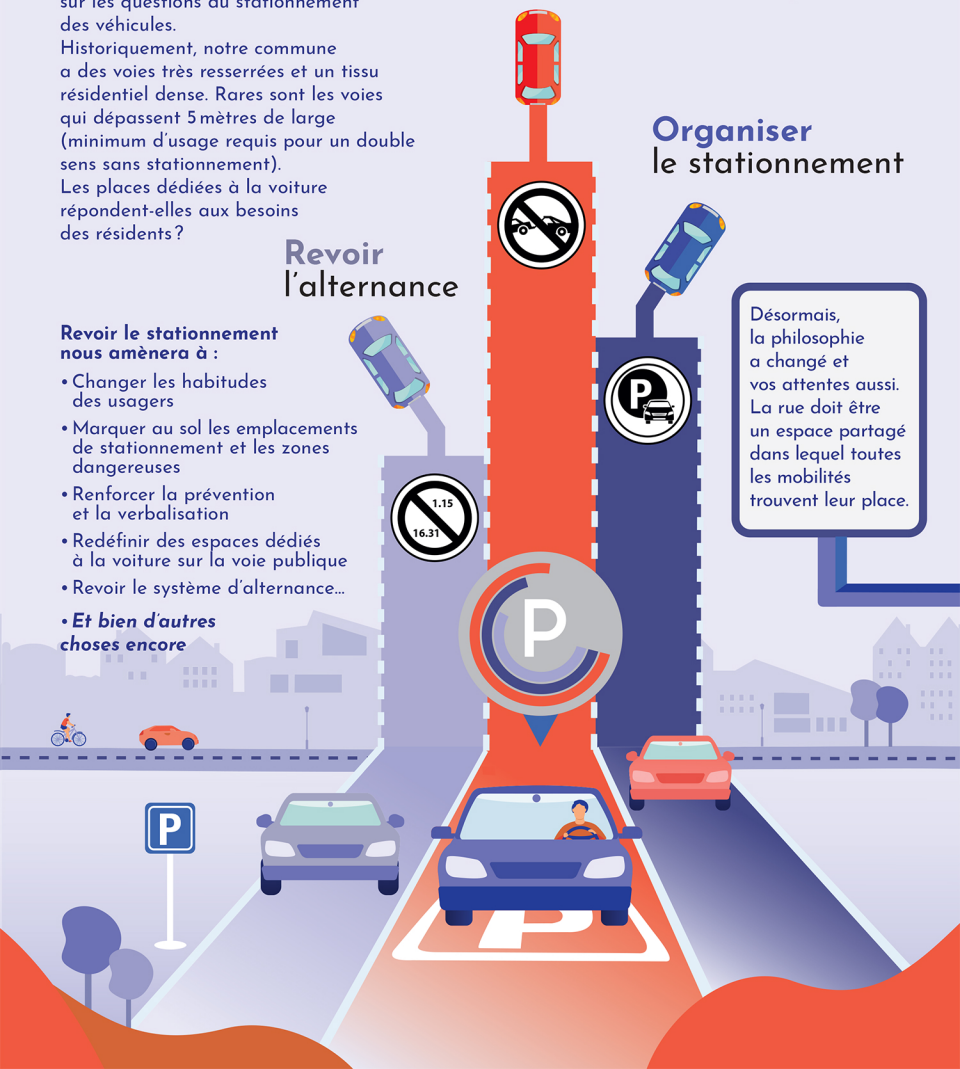 sur les questions du stationnement
des véhicules.
Historiquement, notre commune
a des voies très resserrées et un tissu
résidentiel dense. Rares sont les voies
qui dépassent 5 mètres de large
(minimum d'usage requis pour un double
sens sans stationnement).
Les places dédiées à la voiture
répondent-elles aux besoins
des résidents ?
Revoir
l'alternance
Organiser
le stationnement
Revoir le stationnement
nous amènera à :
• Changer les habitudes
des usagers
• Marquer au sol les emplacements
de stationnement et les zones
dangereuses
• Renforcer la prévention
et la verbalisation
• Redéfinir des espaces dédiés
à la voiture sur la voie publique
• Revoir le système d'alternance...
• Et bien d'autres
choses encore
Désormais,
la philosophie
a changé et
vos attentes aussi.
La rue doit être
un espace partagé
dans lequel toutes
les mobilités
trouvent leur place.
P
1.15
16.31
P
P
P